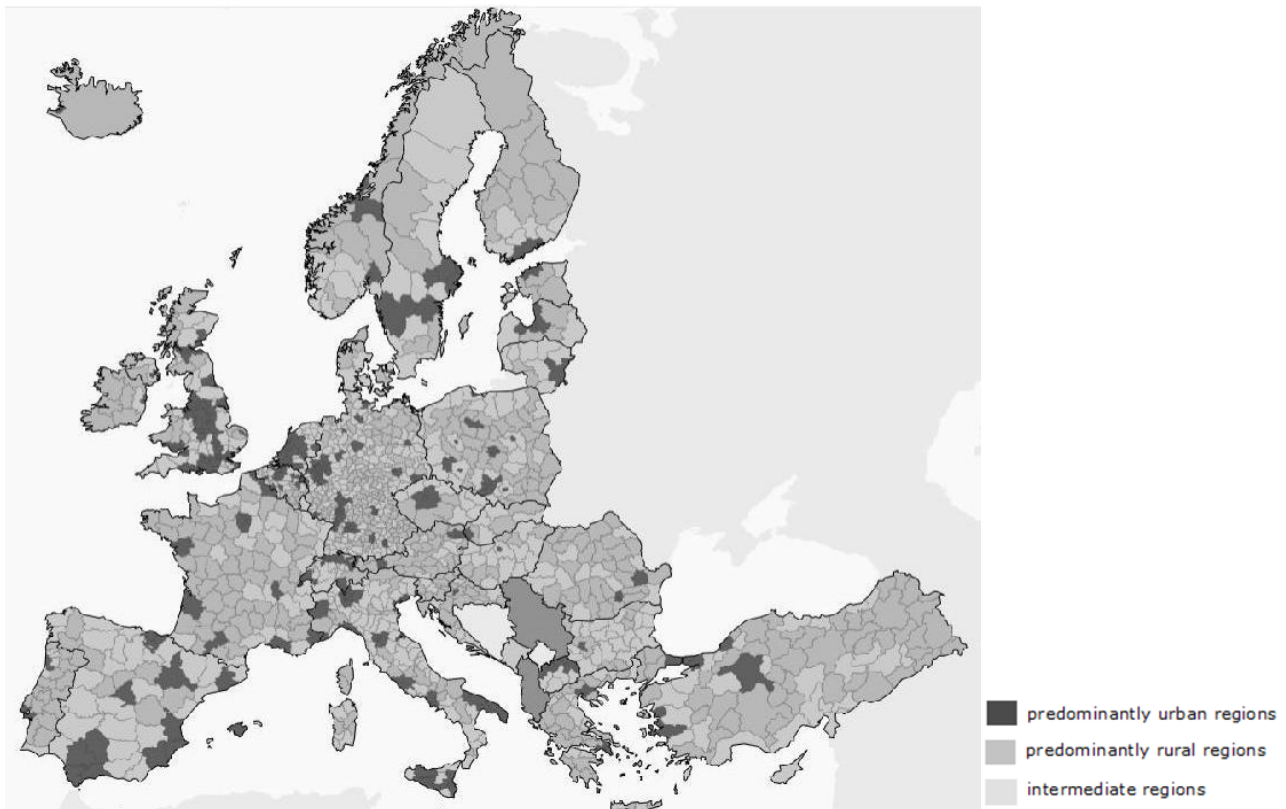 predominantly urban regions
predominantly rural regions
intermediate regions